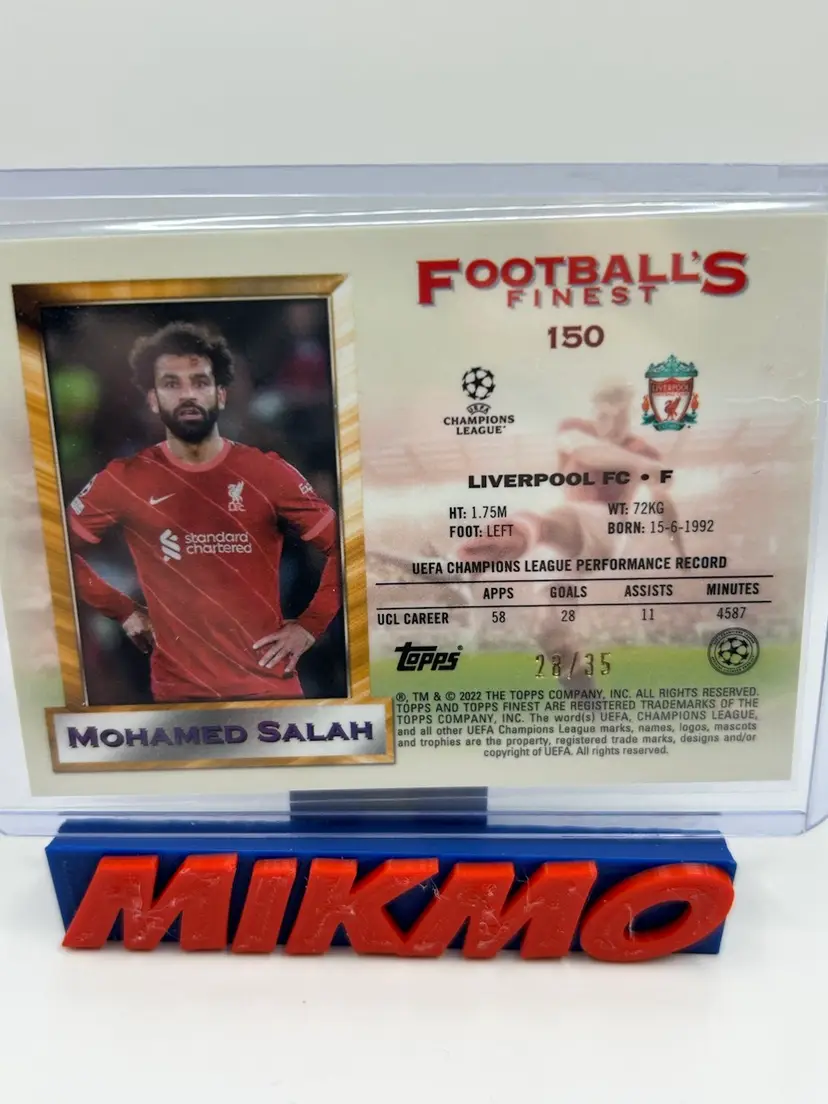 FOOTBALL'S
FINEST
150
UEFA
CHAMPIONS
LEAGUE
LIVERPOOL
LIVERPOOL FC • F
HT: 1.75M WT: 72KG
FOOT: LEFT BORN: 15-6-1992
UEFA CHAMPIONS LEAGUE PERFORMANCE RECORD
APPS GOALS ASSISTS MINUTES
UCL CAREER 58 28 11 4587
topps® 28/35
®, TM & © 2022 THE TOPPS COMPANY, INC. ALL RIGHTS RESERVED.
TOPPS AND TOPPS FINEST ARE REGISTERED TRADEMARKS OF THE
TOPPS COMPANY, INC. The word(s) UEFA, CHAMPIONS LEAGUE,
and all other UEFA Champions League marks, names, logos, mascots
and trophies are the property, registered trade marks, designs and/or
copyright of UEFA. All rights reserved.
LFC
standard
chartered
MOHAMED SALAH
MIKMO